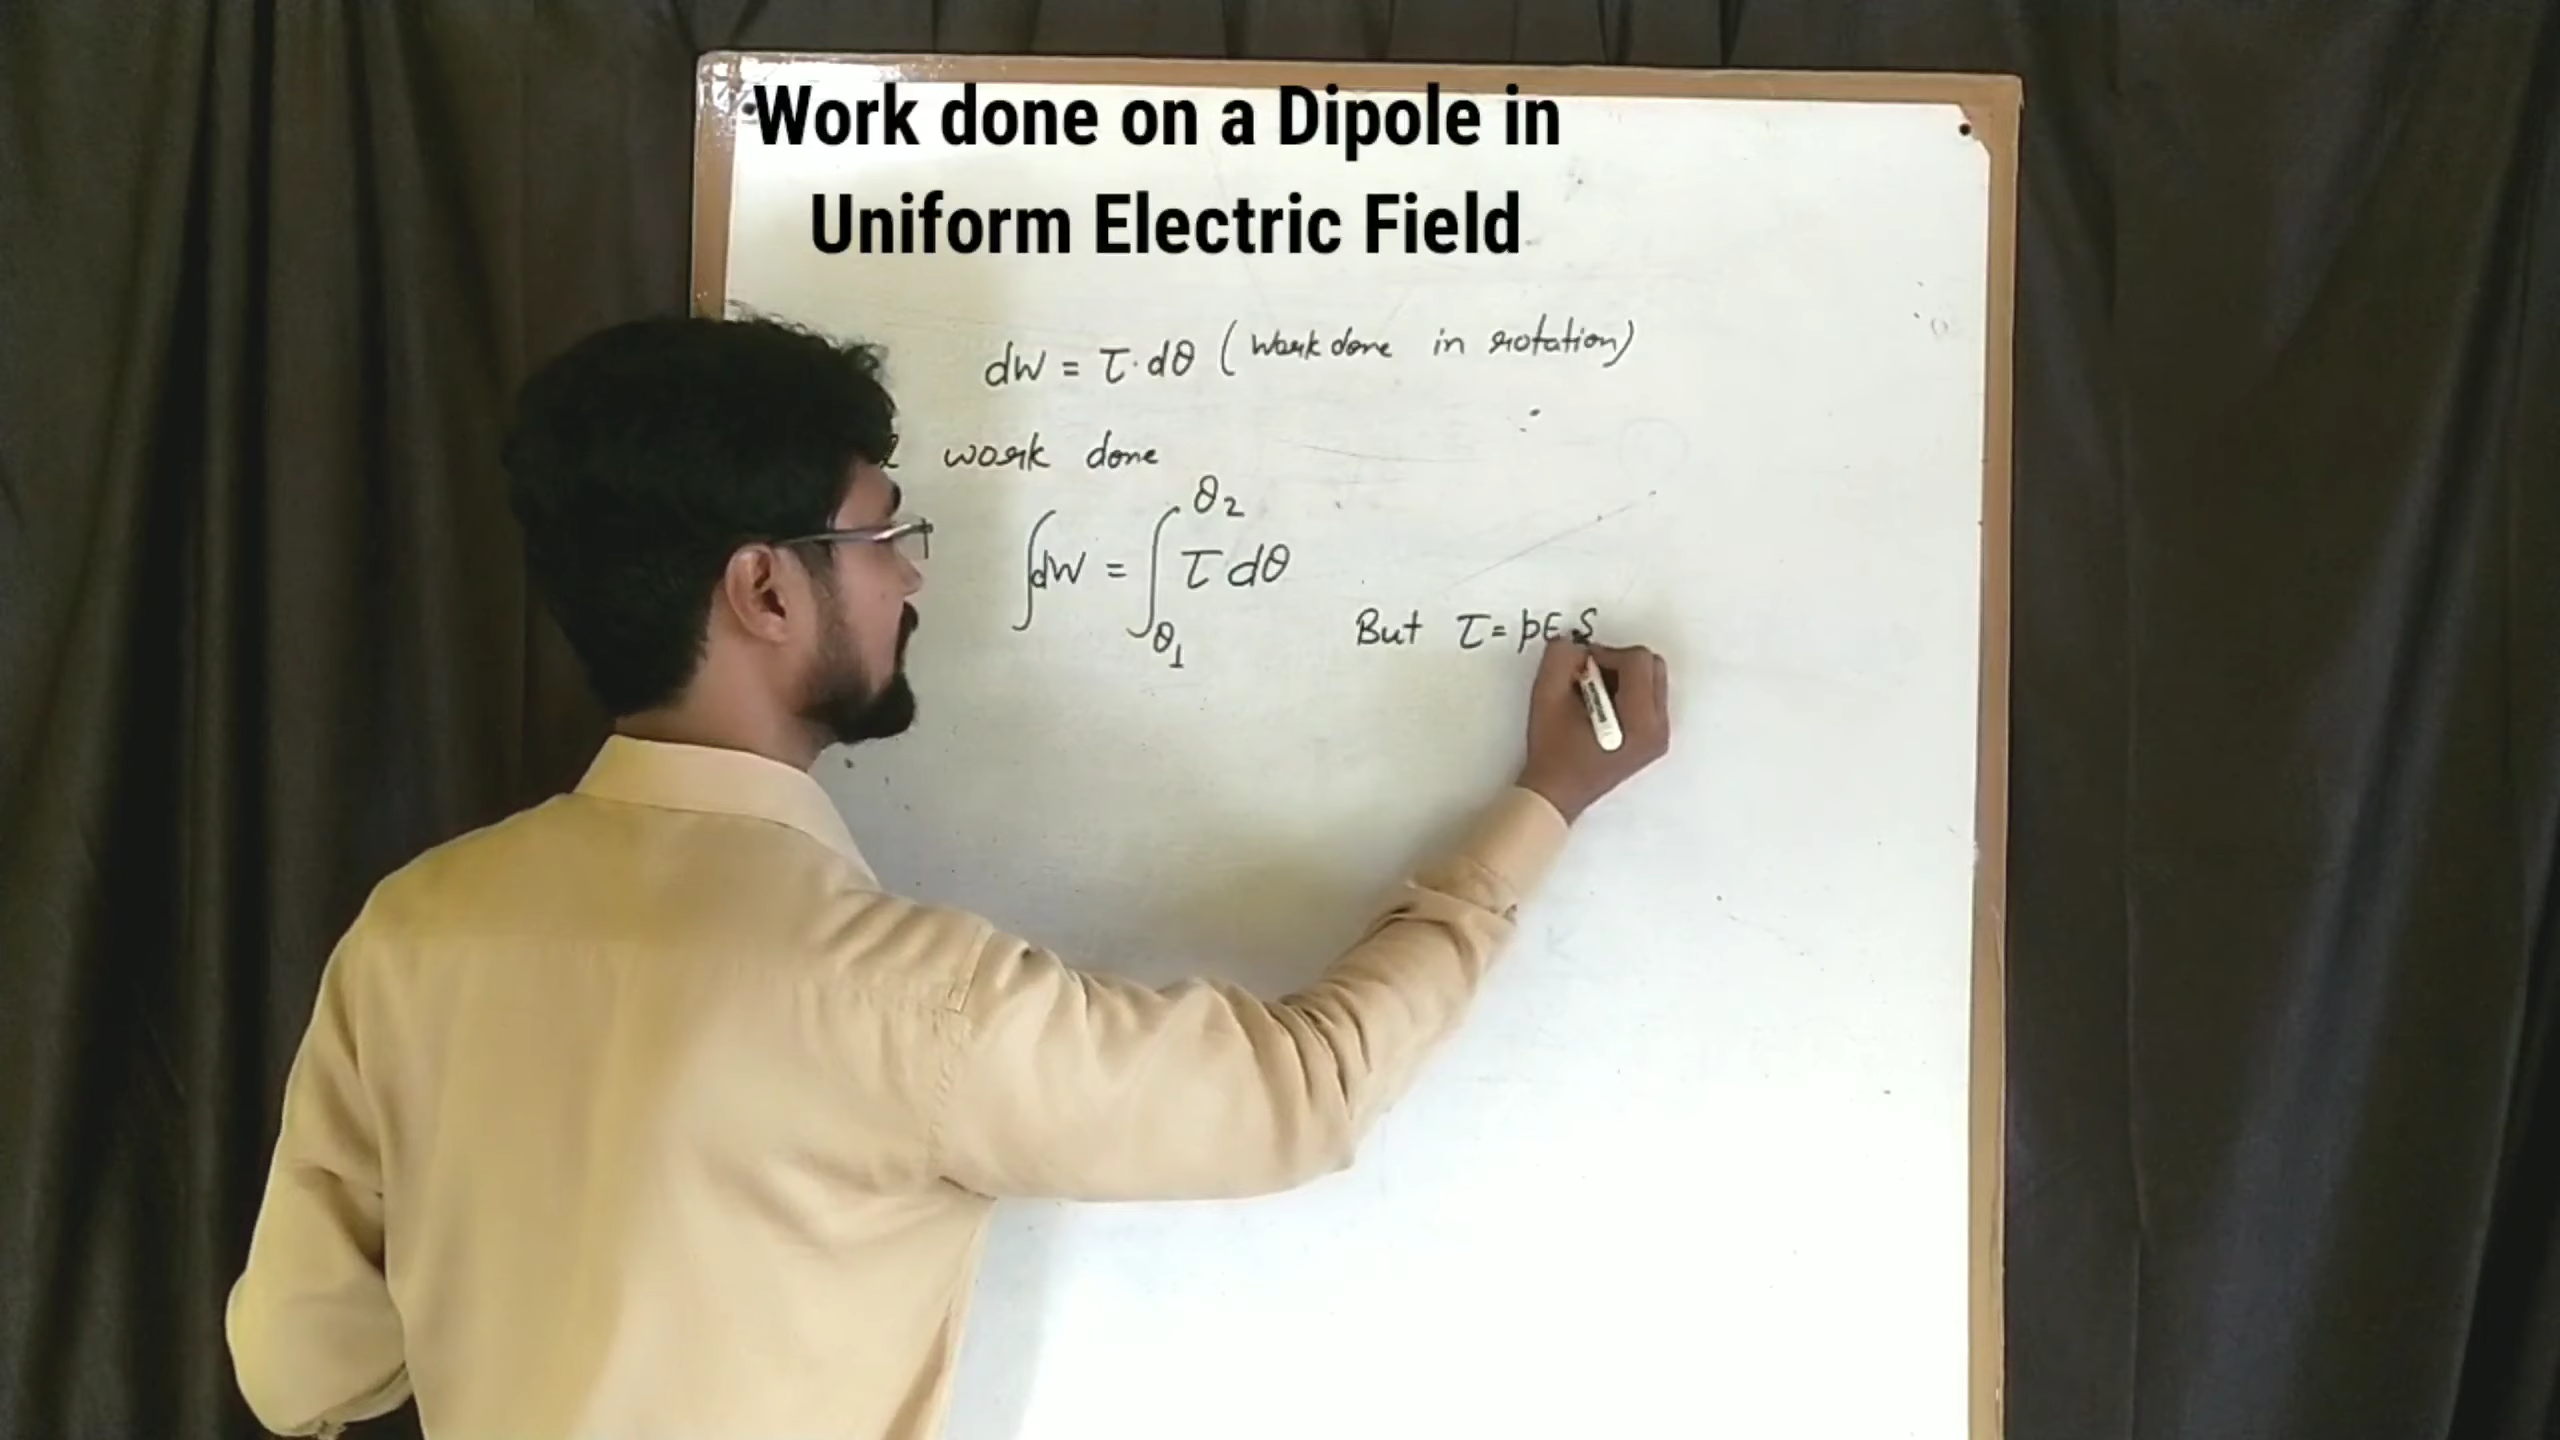 Work done on a Dipole in
Uniform Electric Field
dW = τ·dθ (Work done in rotation)
work done
∫dW = ∫_{θ1}^{θ2} τ dθ
But τ = pE S